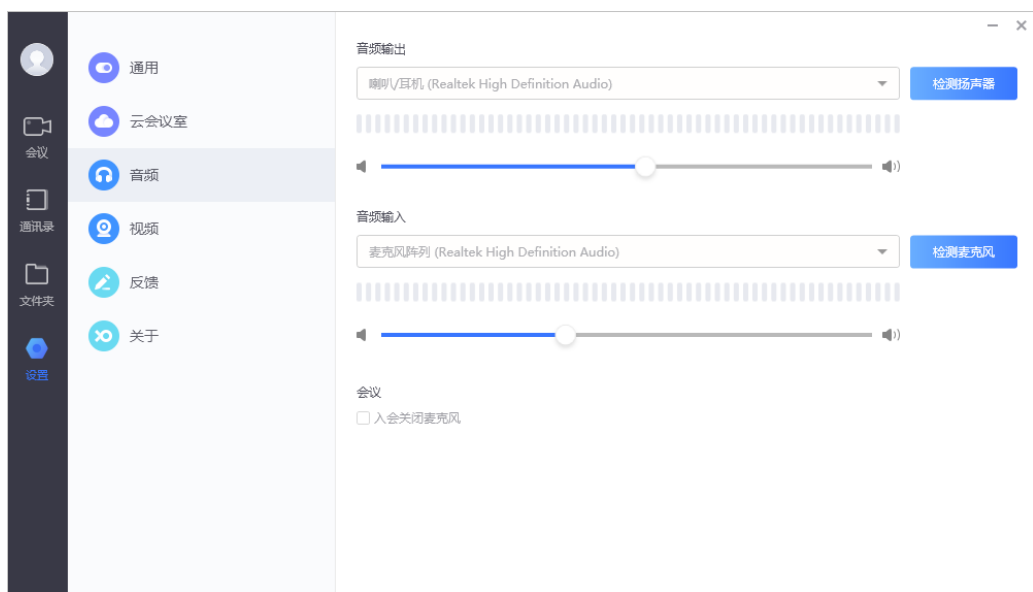 会议
通讯录
文件夹
设置
通用
云会议室
音频
视频
反馈
关于
音频输出
喇叭/耳机 (Realtek High Definition Audio)
检测扬声器
音频输入
麦克风阵列 (Realtek High Definition Audio)
检测麦克风
会议
入会关闭麦克风